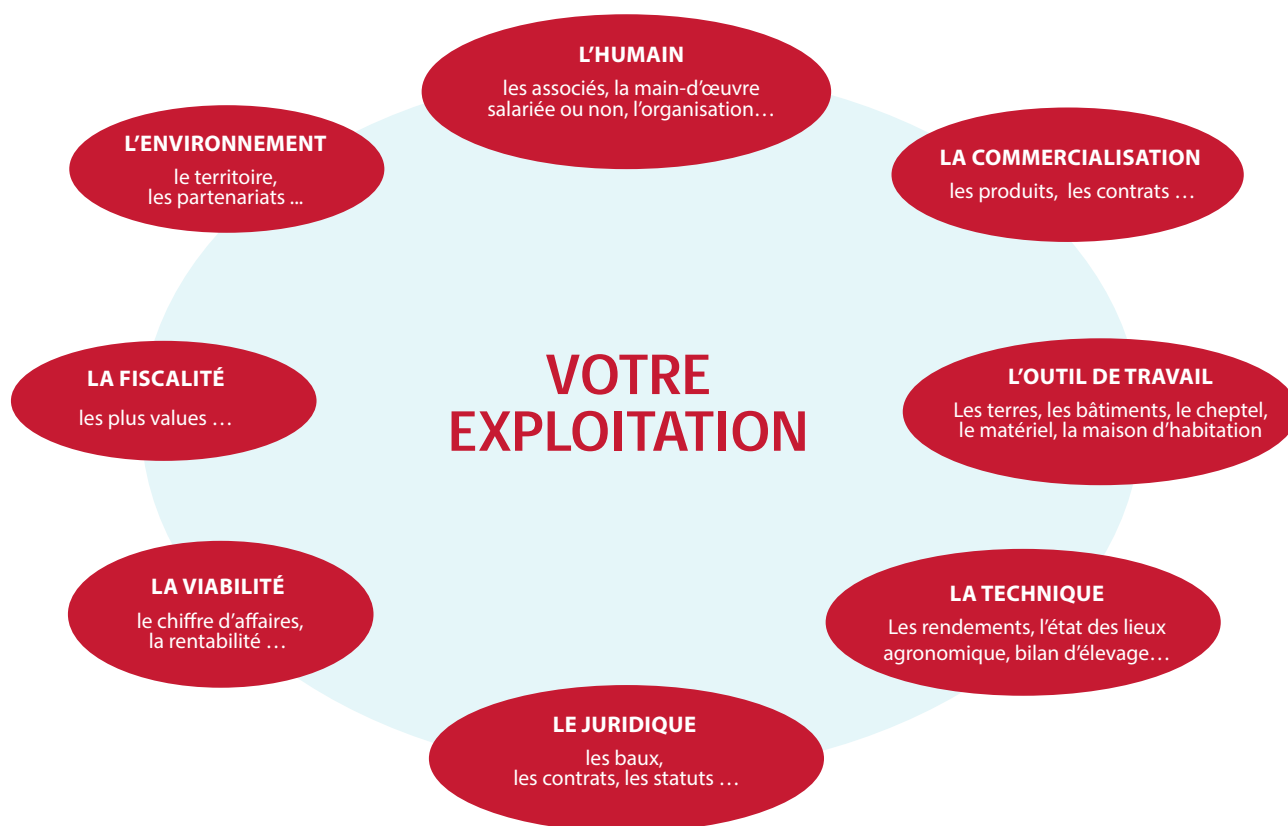 L'HUMAIN
les associés, la main-d'œuvre
salariée ou non, l'organisation…
L'ENVIRONNEMENT
le territoire,
les partenariats ...
LA COMMERCIALISATION
les produits,  les contrats …
LA FISCALITÉ
les plus values …
VOTRE
EXPLOITATION
L'OUTIL DE TRAVAIL
Les terres, les bâtiments, le cheptel,
le matériel, la maison d'habitation
LA VIABILITÉ
le chiffre d'affaires,
la rentabilité …
LA TECHNIQUE
Les rendements, l'état des lieux
agronomique, bilan d'élevage…
LE JURIDIQUE
les baux,
les contrats, les statuts …